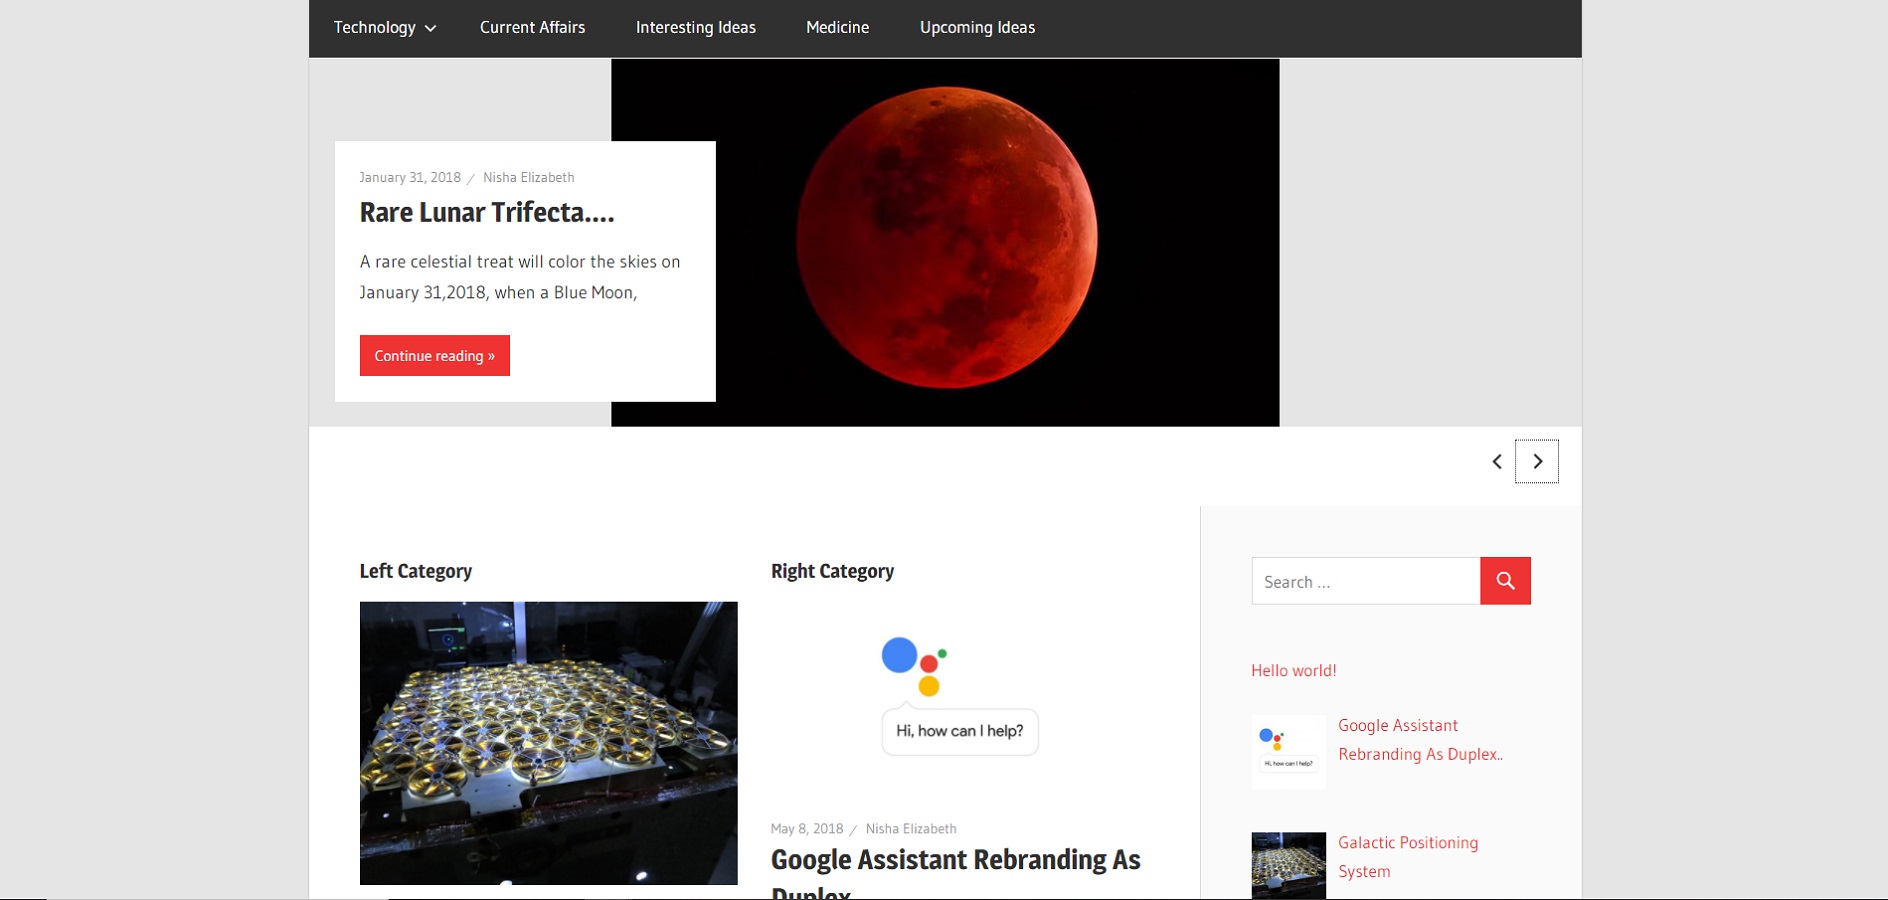 Technology
Current Affairs
Interesting Ideas
Medicine
Upcoming Ideas
January 31, 2018 / Nisha Elizabeth
Rare Lunar Trifecta....
A rare celestial treat will color the skies on
January 31,2018, when a Blue Moon,
Continue reading »
Left Category
Right Category
Hi, how can I help?
May 8, 2018 / Nisha Elizabeth
Google Assistant Rebranding As
Duplex
Search ...
Hello world!
Hi, how can I help?
Google Assistant
Rebranding As Duplex..
Galactic Positioning
System